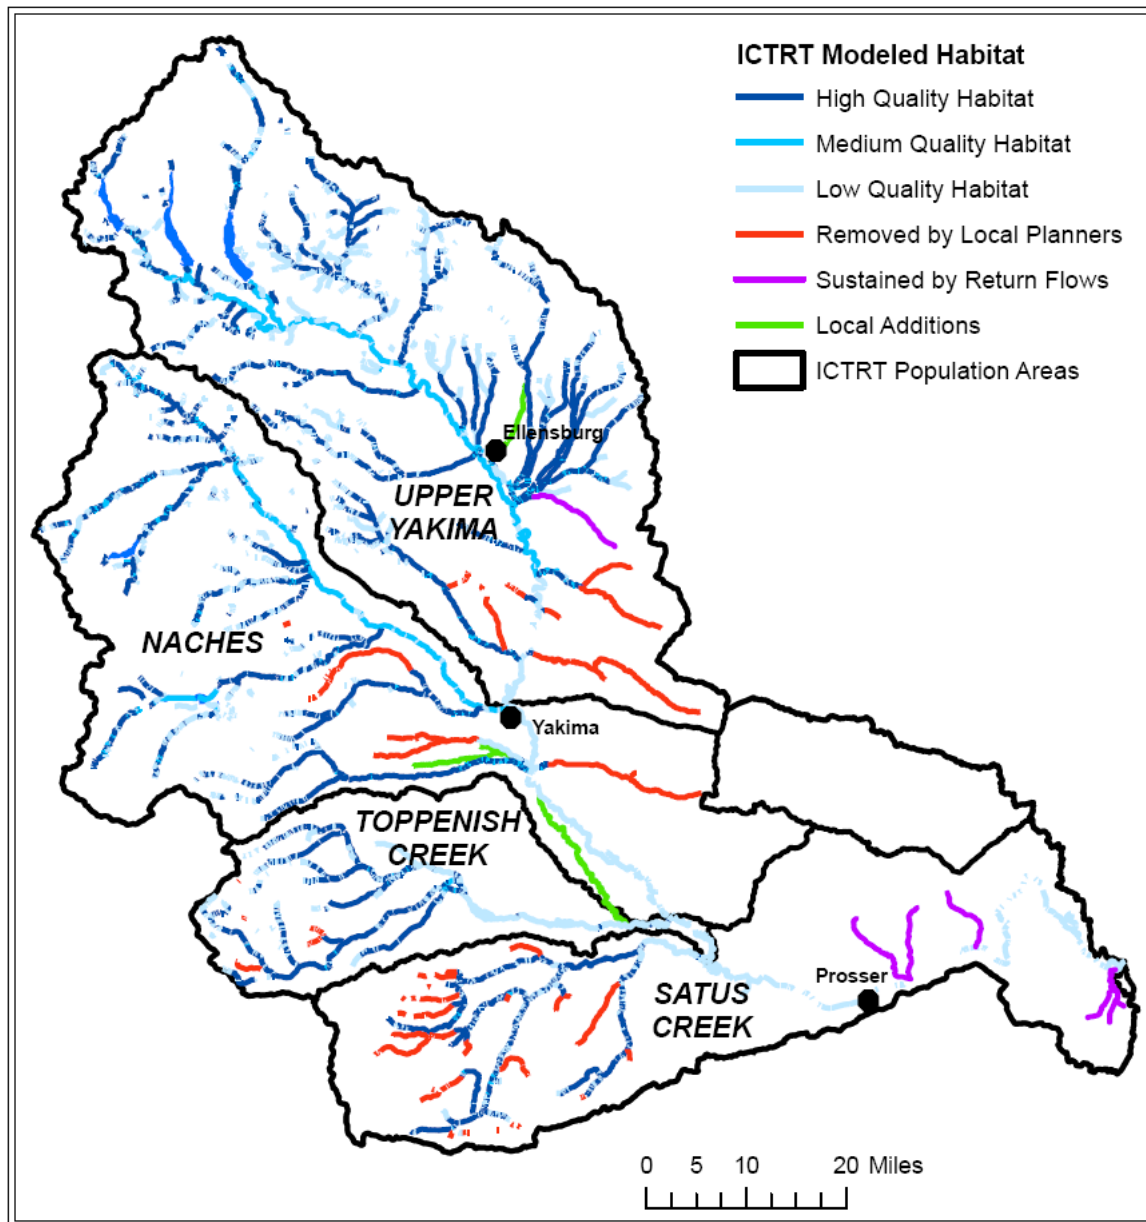 ICTRT Modeled Habitat
High Quality Habitat
Medium Quality Habitat
Low Quality Habitat
Removed by Local Planners
Sustained by Return Flows
Local Additions
ICTRT Population Areas
Ellensburg
UPPER
YAKIMA
NACHES
Yakima
TOPPENISH
CREEK
Prosser
SATUS
CREEK
0 5 10 20 Miles